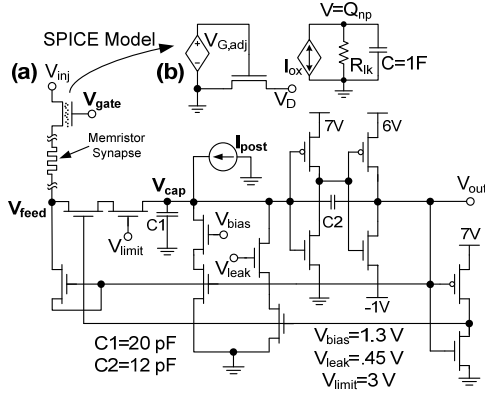 SPICE Model
(a)
V_inj
V_gate
Memristor
Synapse
V_feed
V_limit
V_cap
C1
I_post
V_bias
V_leak
(b)
V_G,adj
V_D
V=Q_np
I_ox
R_lk
C=1F
7V
6V
C2
-1V
V_out
7V
C1=20 pF
C2=12 pF
V_bias=1.3 V
V_leak=.45 V
V_limit=3 V